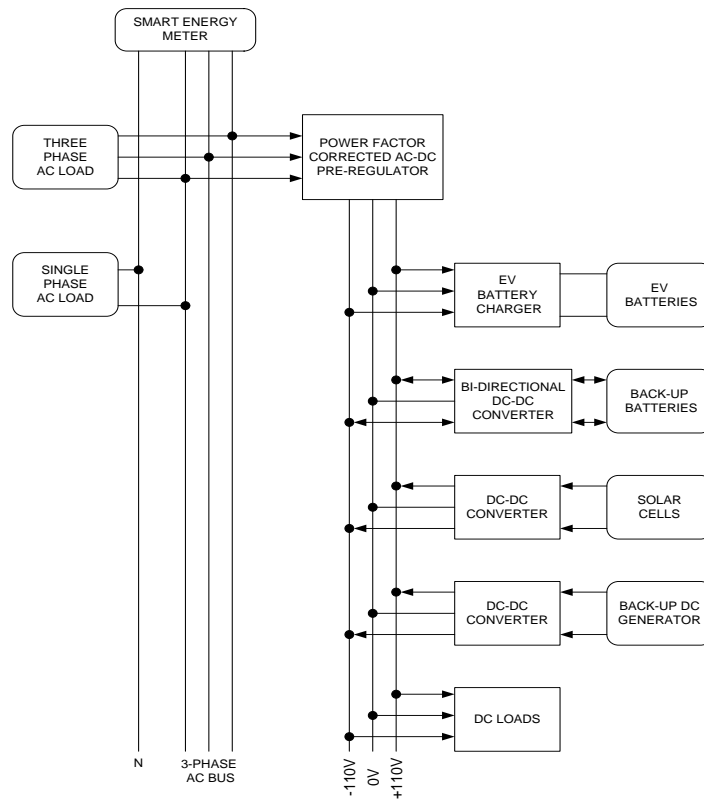 SMART ENERGY
METER
THREE
PHASE
AC LOAD
POWER FACTOR
CORRECTED AC-DC
PRE-REGULATOR
SINGLE
PHASE
AC LOAD
EV
BATTERY
CHARGER
EV
BATTERIES
BI-DIRECTIONAL
DC-DC
CONVERTER
BACK-UP
BATTERIES
DC-DC
CONVERTER
SOLAR
CELLS
DC-DC
CONVERTER
BACK-UP DC
GENERATOR
DC LOADS
N
3-PHASE
AC BUS
-110V
0V
+110V